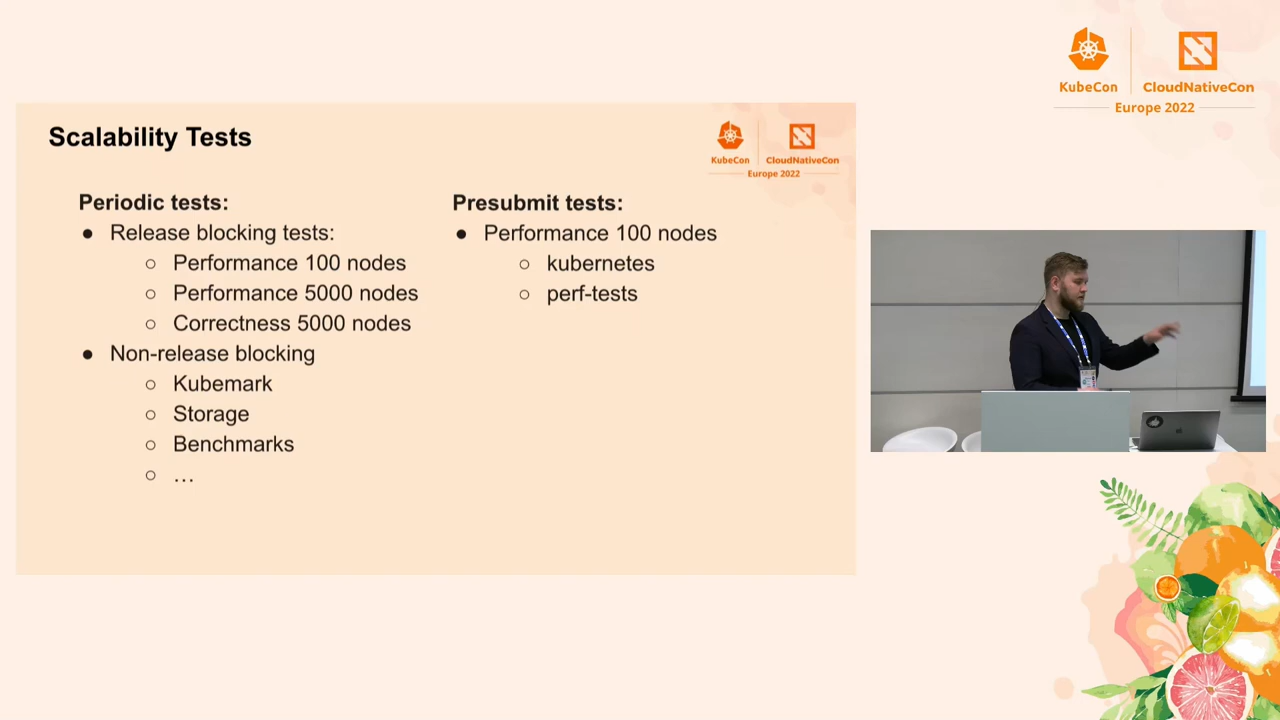 KubeCon
CloudNativeCon
Europe 2022
Scalability Tests
KubeCon
CloudNativeCon
Europe 2022
Periodic tests:
● Release blocking tests:
○ Performance 100 nodes
○ Performance 5000 nodes
○ Correctness 5000 nodes
● Non-release blocking
○ Kubemark
○ Storage
○ Benchmarks
○ …
Presubmit tests:
● Performance 100 nodes
○ kubernetes
○ perf-tests